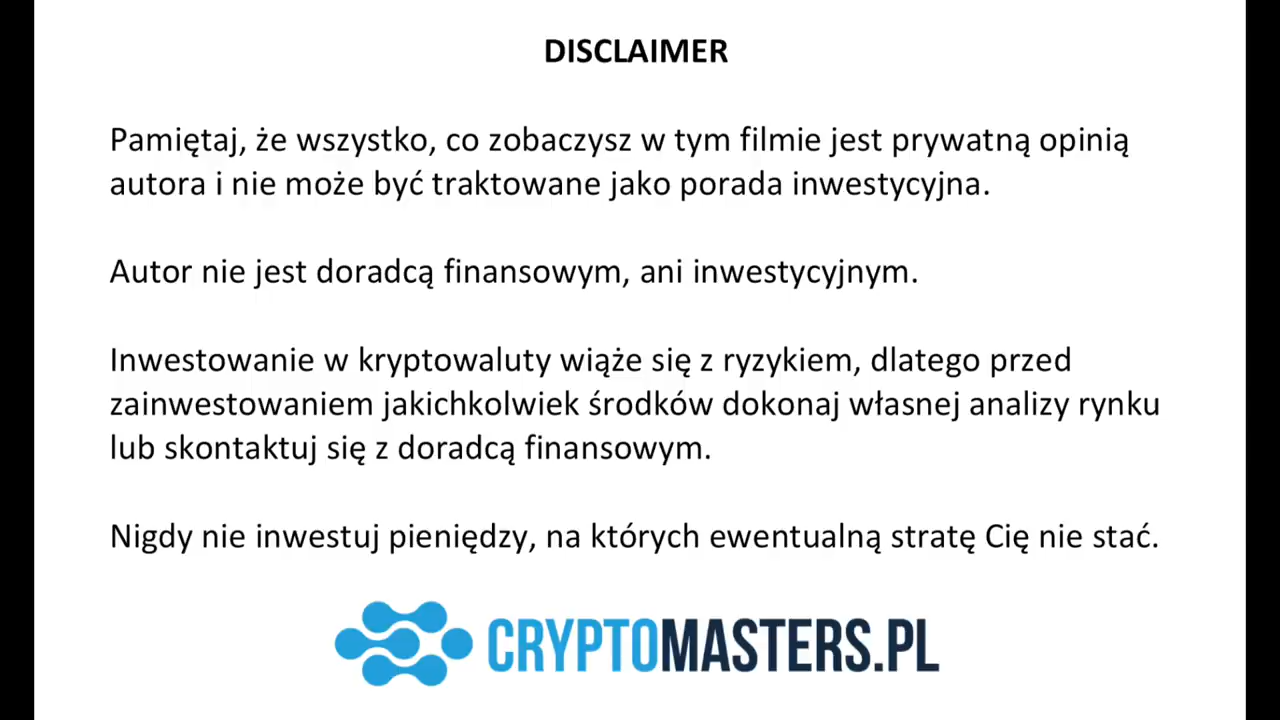 DISCLAIMER
Pamiętaj, że wszystko, co zobaczysz w tym filmie jest prywatną opinią
autora i nie może być traktowane jako porada inwestycyjna.
Autor nie jest doradcą finansowym, ani inwestycyjnym.
Inwestowanie w kryptowaluty wiąże się z ryzykiem, dlatego przed
zainwestowaniem jakichkolwiek środków dokonaj własnej analizy rynku
lub skontaktuj się z doradcą finansowym.
Nigdy nie inwestuj pieniędzy, na których ewentualną stratę Cię nie stać.
CRYPTOMASTERS.PL